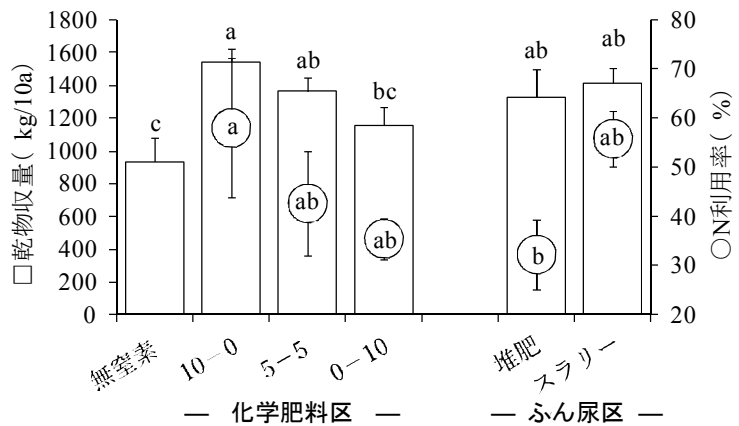 1800
1600
1400
1200
1000
800
600
400
200
0
□乾物収量( kg/10a)
80
70
60
50
40
30
20
○N利用率( %)
c
a
ab
bc
ab
ab
a
ab
ab
b
ab
無窒素
10-0
5-5
0-10
堆肥
スラリー
― 化学肥料区 ―
― ふん尿区 ―